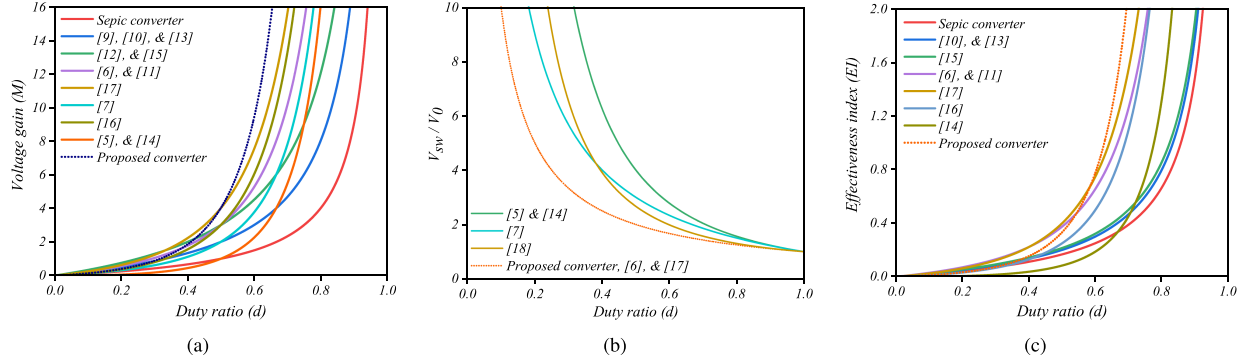 16
14
12
10
8
6
4
2
0
Voltage gain (M)
Sepic converter
[9], [10], & [13]
[12], & [15]
[6], & [11]
[17]
[7]
[16]
[5], & [14]
Proposed converter
0.0 0.2 0.4 0.6 0.8 1.0
Duty ratio (d)
(a)
10
8
6
4
2
0
Vsw / V0
[5] & [14]
[7]
[18]
Proposed converter, [6], & [17]
0.0 0.2 0.4 0.6 0.8 1.0
Duty ratio (d)
(b)
2.0
1.6
1.2
0.8
0.4
0.0
Effectiveness index (EI)
Sepic converter
[10], & [13]
[15]
[6], & [11]
[17]
[16]
[14]
Proposed converter
0.0 0.2 0.4 0.6 0.8 1.0
Duty ratio (d)
(c)